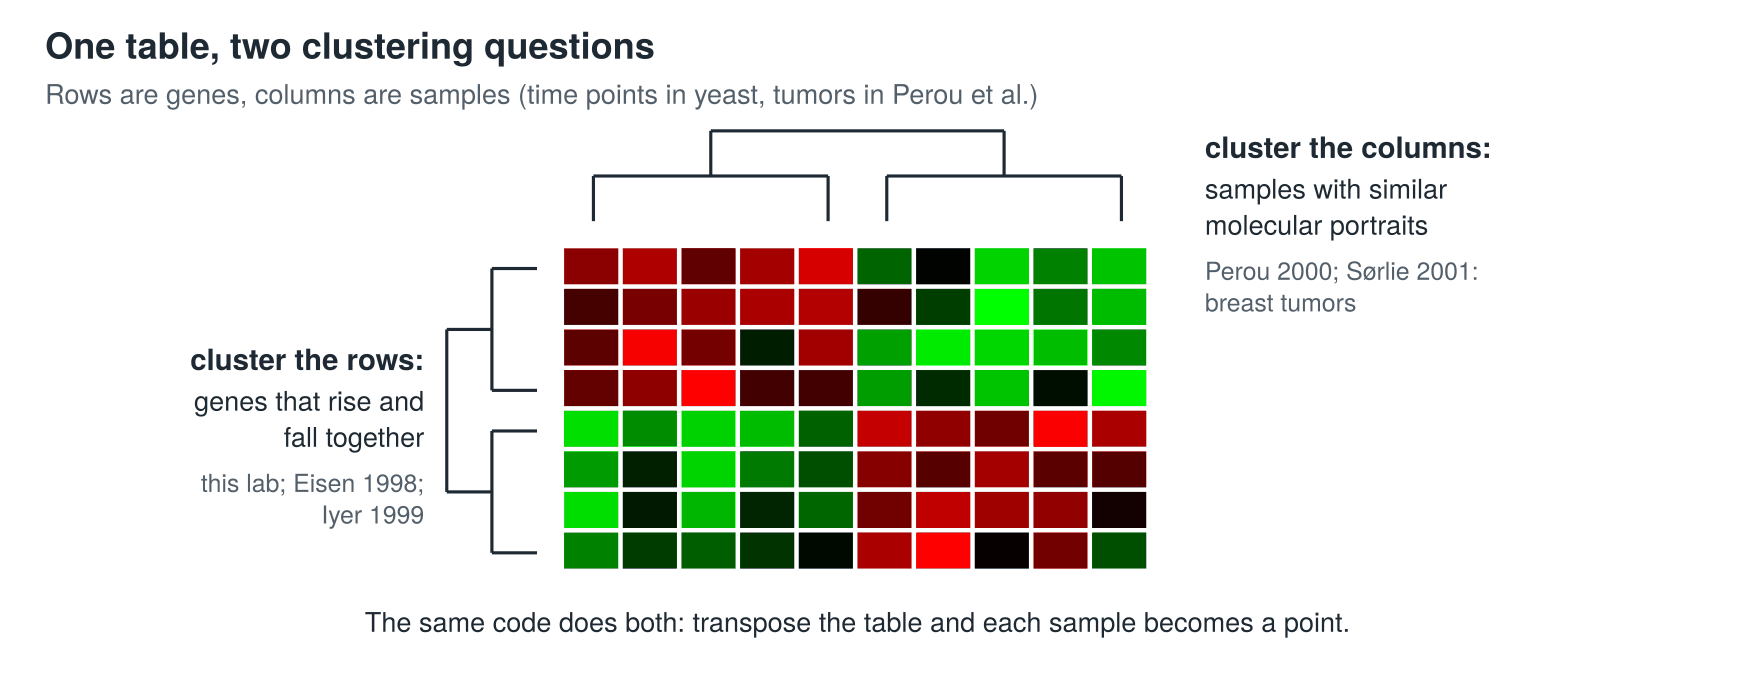 One table, two clustering questions
Rows are genes, columns are samples (time points in yeast, tumors in Perou et al.)
cluster the columns:
samples with similar
molecular portraits
Perou 2000; Sørlie 2001:
breast tumors
cluster the rows:
genes that rise and
fall together
this lab; Eisen 1998;
Iyer 1999
The same code does both: transpose the table and each sample becomes a point.